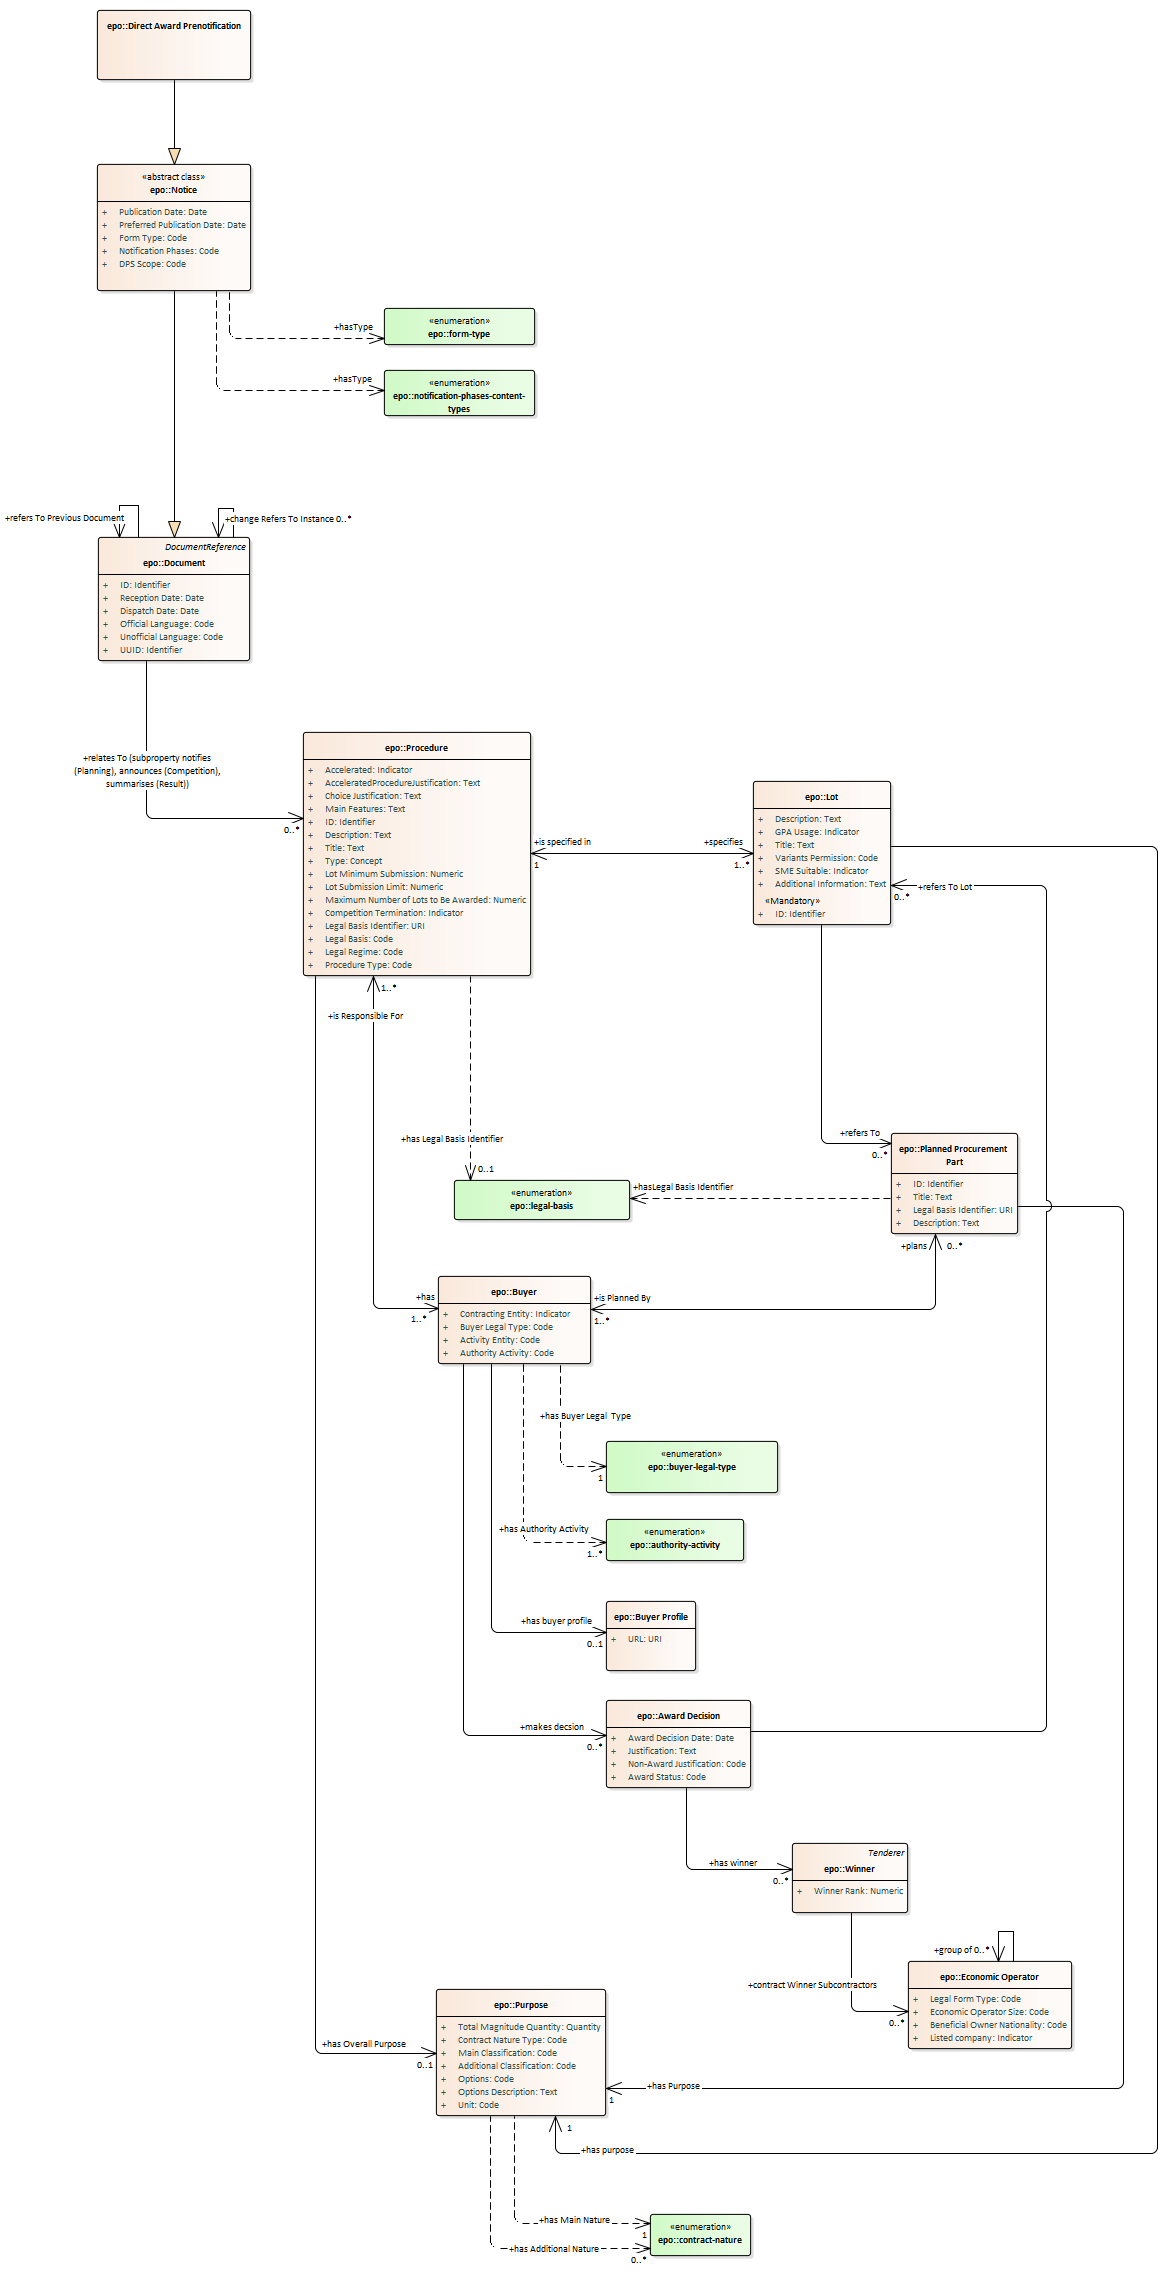 epo::Direct Award Prenotification
«abstract class»
epo::Notice
+ Publication Date: Date
+ Preferred Publication Date: Date
+ Form Type: Code
+ Notification Phases: Code
+ DPS Scope: Code
+hasType
«enumeration»
epo::form-type
+hasType
«enumeration»
epo::notification-phases-content-
types
+refers To Previous Document
+change Refers To Instance 0..*
DocumentReference
epo::Document
+ ID: Identifier
+ Reception Date: Date
+ Dispatch Date: Date
+ Official Language: Code
+ Unofficial Language: Code
+ UUID: Identifier
+relates To (subproperty notifies
(Planning), announces (Competition),
summarises (Result))
0..*
epo::Procedure
+ Accelerated: Indicator
+ AcceleratedProcedureJustification: Text
+ Choice Justification: Text
+ Main Features: Text
+ ID: Identifier
+ Description: Text
+ Title: Text
+ Type: Concept
+ Lot Minimum Submission: Numeric
+ Lot Submission Limit: Numeric
+ Maximum Number of Lots to Be Awarded: Numeric
+ Competition Termination: Indicator
+ Legal Basis Identifier: URI
+ Legal Basis: Code
+ Legal Regime: Code
+ Procedure Type: Code
+is specified in
1
+specifies
1..*
epo::Lot
+ Description: Text
+ GPA Usage: Indicator
+ Title: Text
+ Variants Permission: Code
+ SME Suitable: Indicator
+ Additional Information: Text
«Mandatory»
+ ID: Identifier
+refers To Lot
0..*
1..*
+is Responsible For
+has Legal Basis Identifier
0..1
+refers To
0..*
epo::Planned Procurement
Part
+ ID: Identifier
+ Title: Text
+ Legal Basis Identifier: URI
+ Description: Text
«enumeration»
epo::legal-basis
+hasLegal Basis Identifier
+plans
0..*
+has
1..*
epo::Buyer
+ Contracting Entity: Indicator
+ Buyer Legal Type: Code
+ Activity Entity: Code
+ Authority Activity: Code
+is Planned By
1..*
+has Buyer Legal Type
1
«enumeration»
epo::buyer-legal-type
+has Authority Activity
1..*
«enumeration»
epo::authority-activity
+has buyer profile
0..1
epo::Buyer Profile
+ URL: URI
+makes decsion
0..*
epo::Award Decision
+ Award Decision Date: Date
+ Justification: Text
+ Non-Award Justification: Code
+ Award Status: Code
+has winner
0..*
Tenderer
epo::Winner
+ Winner Rank: Numeric
+group of 0..*
+contract Winner Subcontractors
0..*
epo::Economic Operator
+ Legal Form Type: Code
+ Economic Operator Size: Code
+ Beneficial Owner Nationality: Code
+ Listed company: Indicator
+has Overall Purpose
0..1
epo::Purpose
+ Total Magnitude Quantity: Quantity
+ Contract Nature Type: Code
+ Main Classification: Code
+ Additional Classification: Code
+ Options: Code
+ Options Description: Text
+ Unit: Code
+has Purpose
1
1
+has purpose
+has Main Nature
1
+has Additional Nature
0..*
«enumeration»
epo::contract-nature